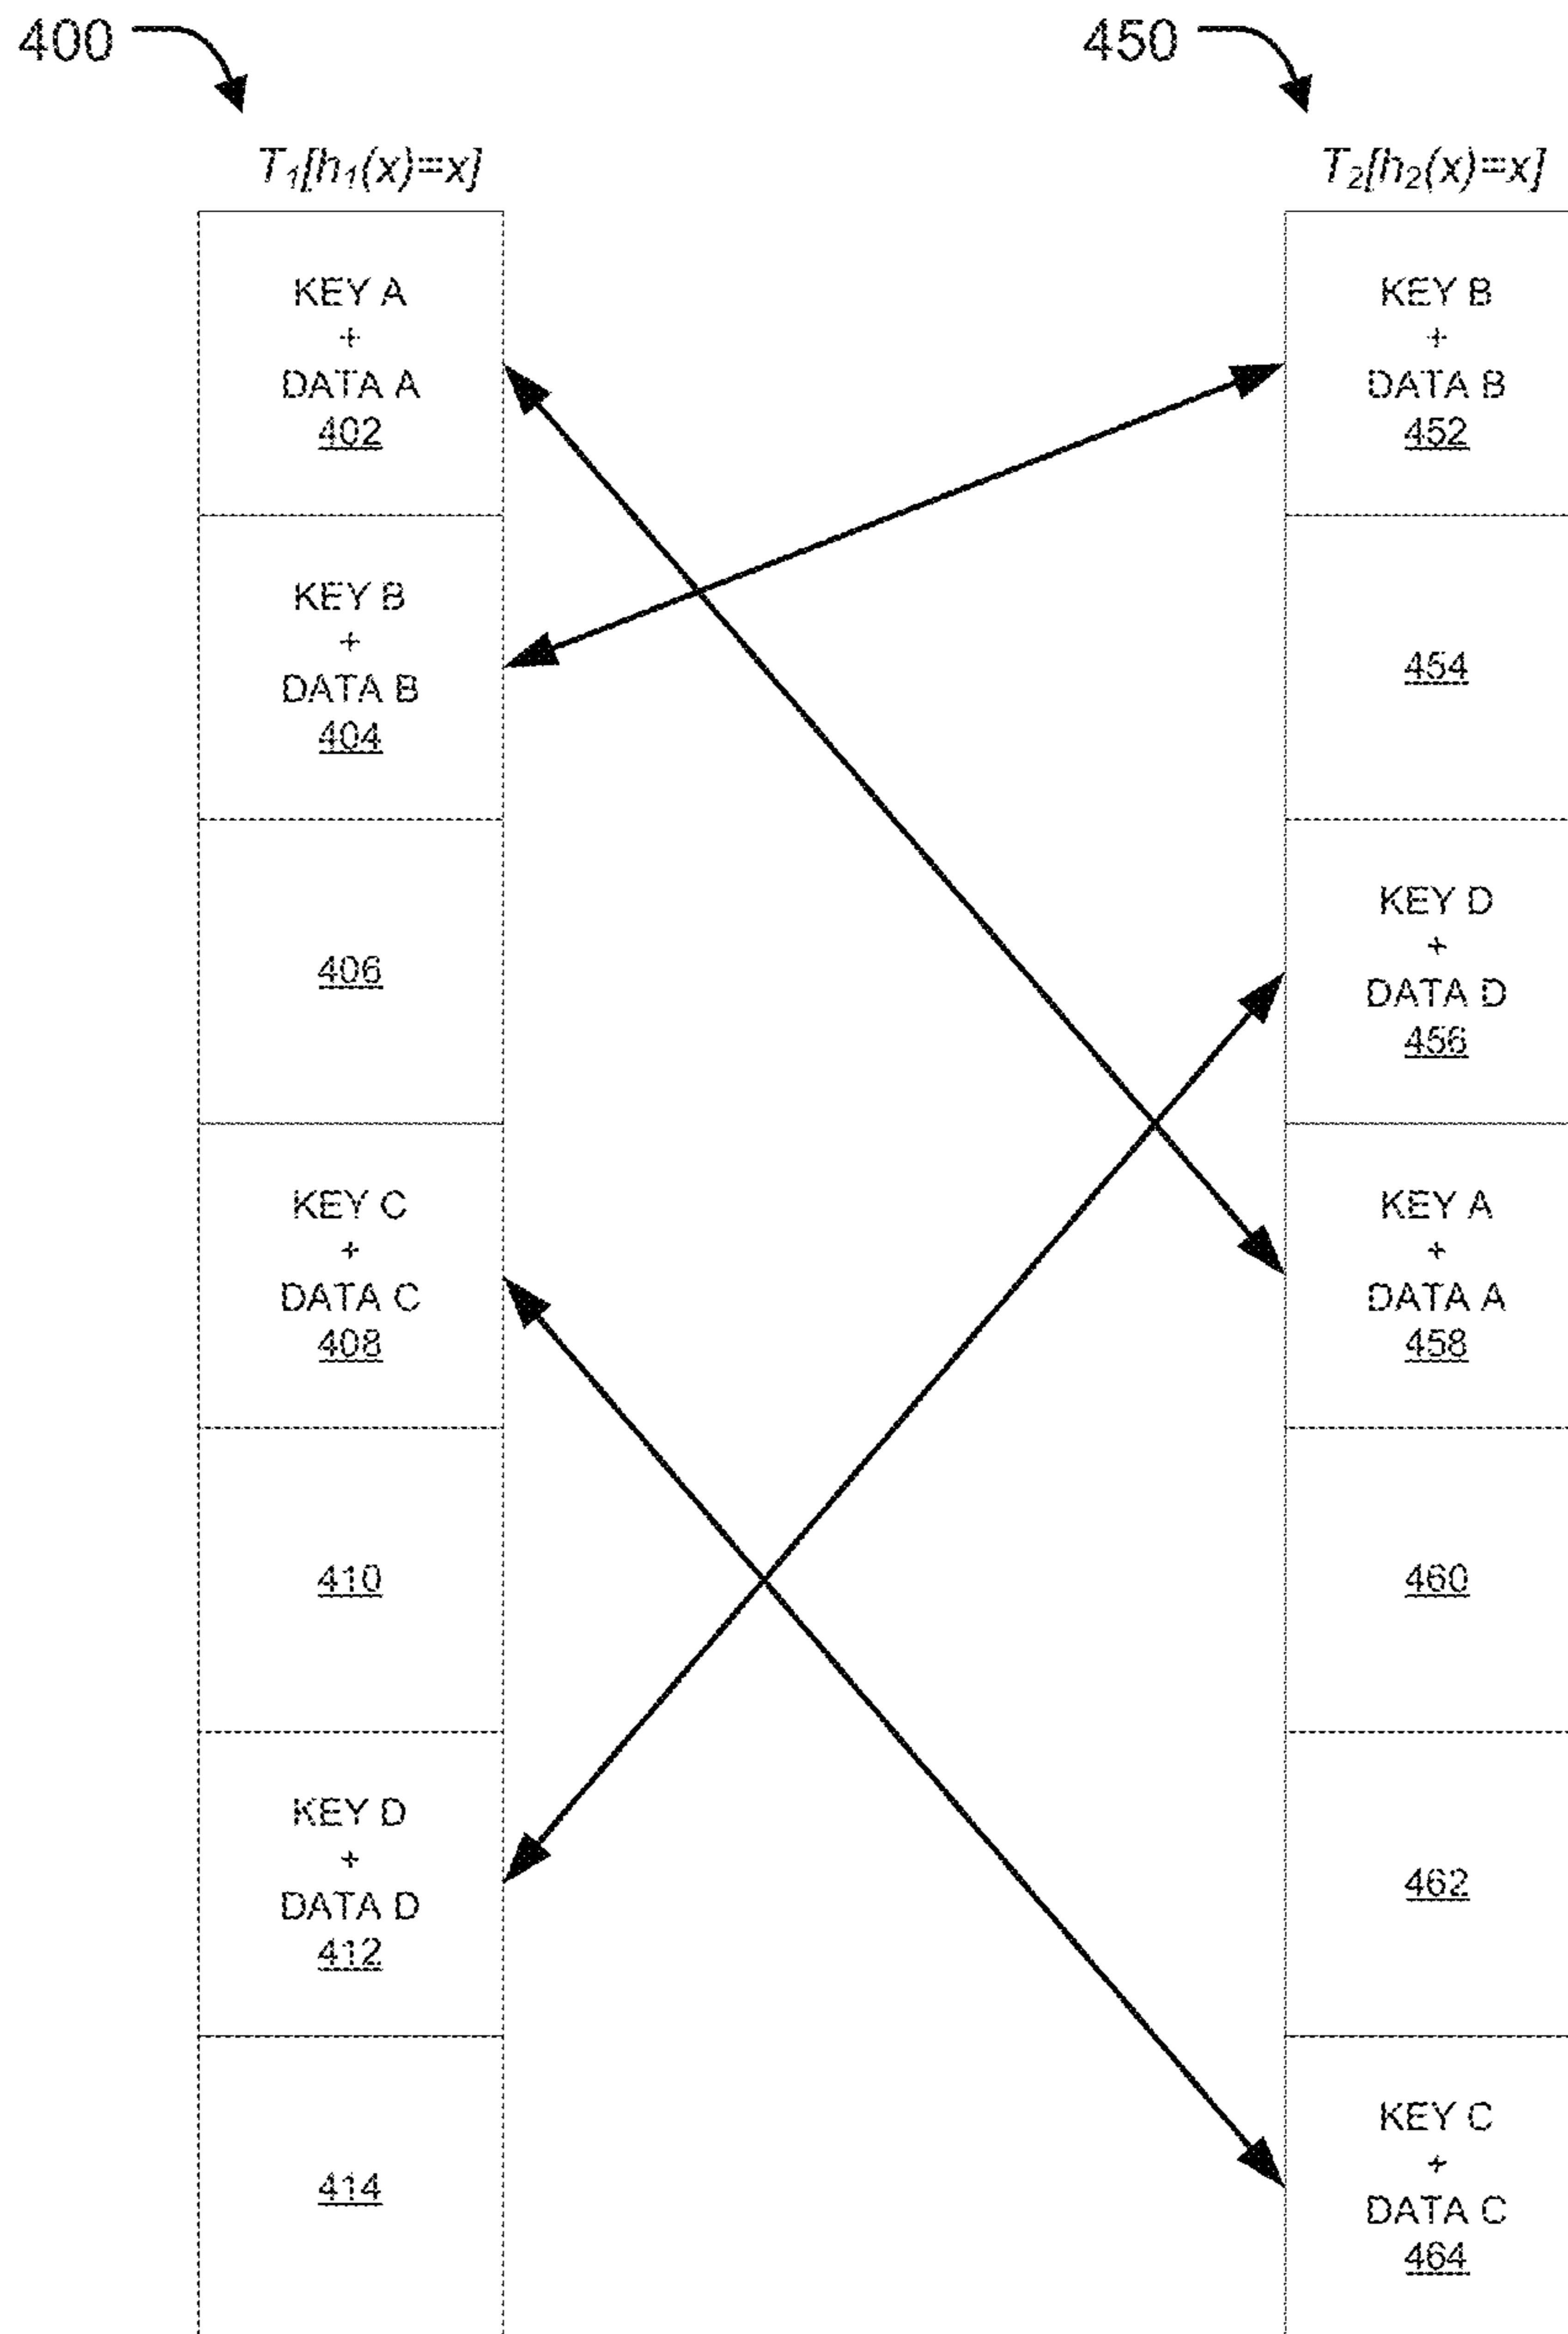 400
450
T₁[h₁(x)=x]
T₂[h₂(x)=x]
KEY A
+
DATA A
402
KEY B
+
DATA B
404
406
KEY C
+
DATA C
408
410
KEY D
+
DATA D
412
414
KEY B
+
DATA B
452
454
KEY D
+
DATA D
456
KEY A
+
DATA A
458
460
462
KEY C
+
DATA C
464